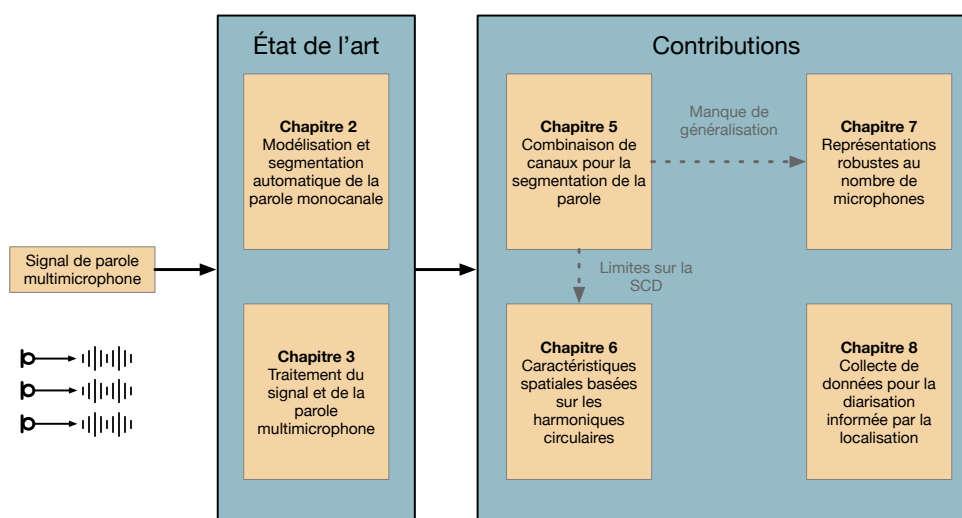 État de l'art
Contributions
Chapitre 2
Modélisation et
segmentation
automatique de la
parole monocanale
Chapitre 5
Combinaison de
canaux pour la
segmentation de la
parole
Manque de
généralisation
Chapitre 7
Représentations
robustes au
nombre de
microphones
Signal de parole
multimicrophone
Limites sur la
SCD
Chapitre 3
Traitement du
signal et de la
parole
multimicrophone
Chapitre 6
Caractéristiques
spatiales basées
sur les
harmoniques
circulaires
Chapitre 8
Collecte de
données pour la
diarisation
informée par la
localisation